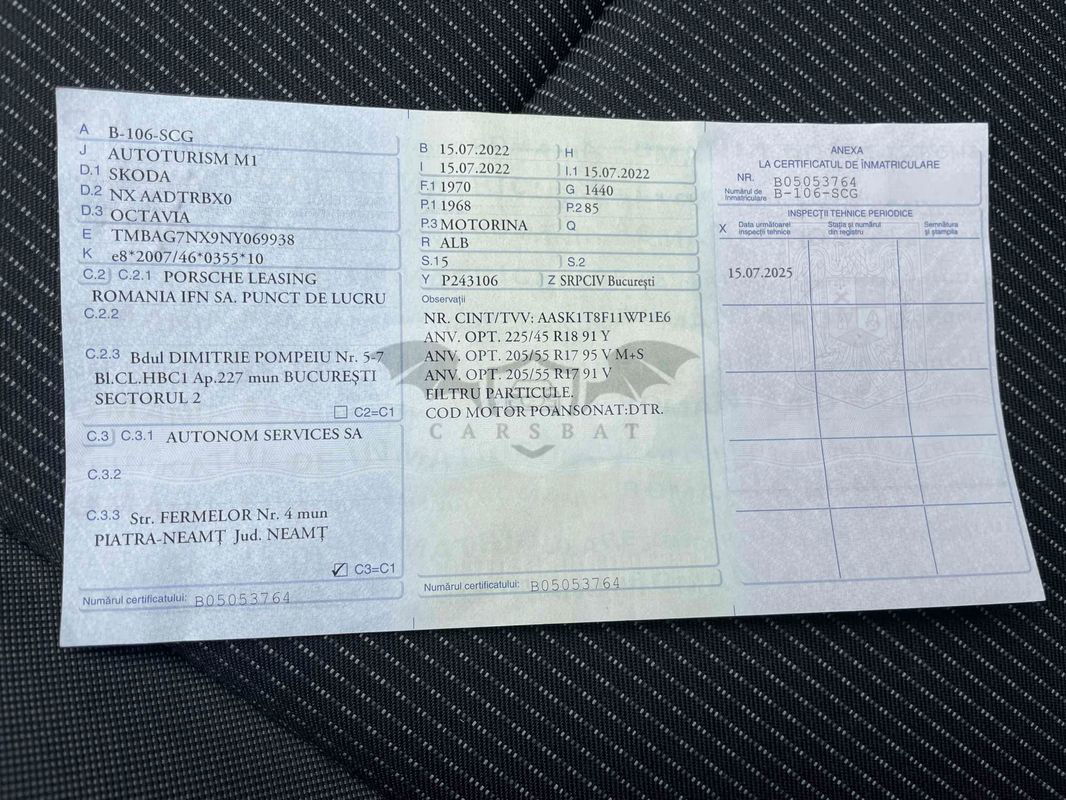 A B-106-SCG
J AUTOTURISM M1
D.1 SKODA
D.2 NX AADTRBX0
D.3 OCTAVIA
E TMBAG7NX9NY069938
K e8*2007/46*0355*10
C.2 C.2.1 PORSCHE LEASING
ROMANIA IFN SA. PUNCT DE LUCRU
C.2.2
C.2.3 Bdul DIMITRIE POMPEIU Nr. 5-7
Bl.CL.HBC1 Ap.227 mun BUCUREȘTI
SECTORUL 2
C2=C1
C.3 C.3.1 AUTONOM SERVICES SA
C.3.2
C.3.3 Str. FERMELOR Nr. 4 mun
PIATRA-NEAMȚ Jud. NEAMȚ
C3=C1
Numărul certificatului: B05053764
B 15.07.2022 H
I 15.07.2022 I.1 15.07.2022
F.1 1970 G 1440
P.1 1968 P.2 85
P.3 MOTORINA Q
R ALB
S.1 5 S.2
Y P243106 Z SRPCIV București
Observații
NR. CINT/TVV: AASK1T8F11WP1E6
ANV. OPT. 225/45 R18 91 Y
ANV. OPT. 205/55 R17 95 V M+S
ANV. OPT. 205/55 R17 91 V
FILTRU PARTICULE.
COD MOTOR POANSONAT:DTR.
CARSBAT
Numărul certificatului: B05053764
ANEXA
LA CERTIFICATUL DE ÎNMATRICULARE
NR. B05053764
Numărul de înmatriculare B-106-SCG
INSPECȚII TEHNICE PERIODICE
X Data următoarei inspecții tehnice Stația și numărul din registru Semnătura și ștampila
15.07.2025